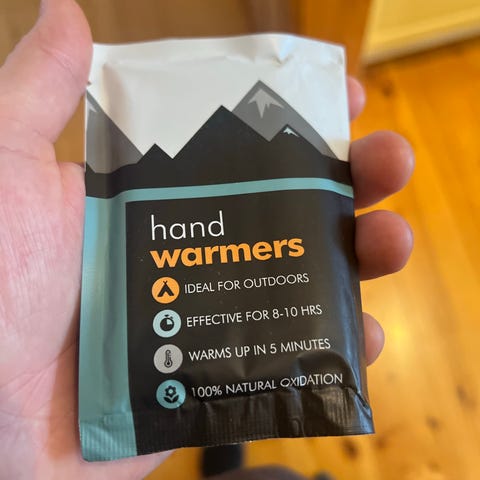 hand
warmers
IDEAL FOR OUTDOORS
EFFECTIVE FOR 8-10 HRS
WARMS UP IN 5 MINUTES
100% NATURAL OXIDATION